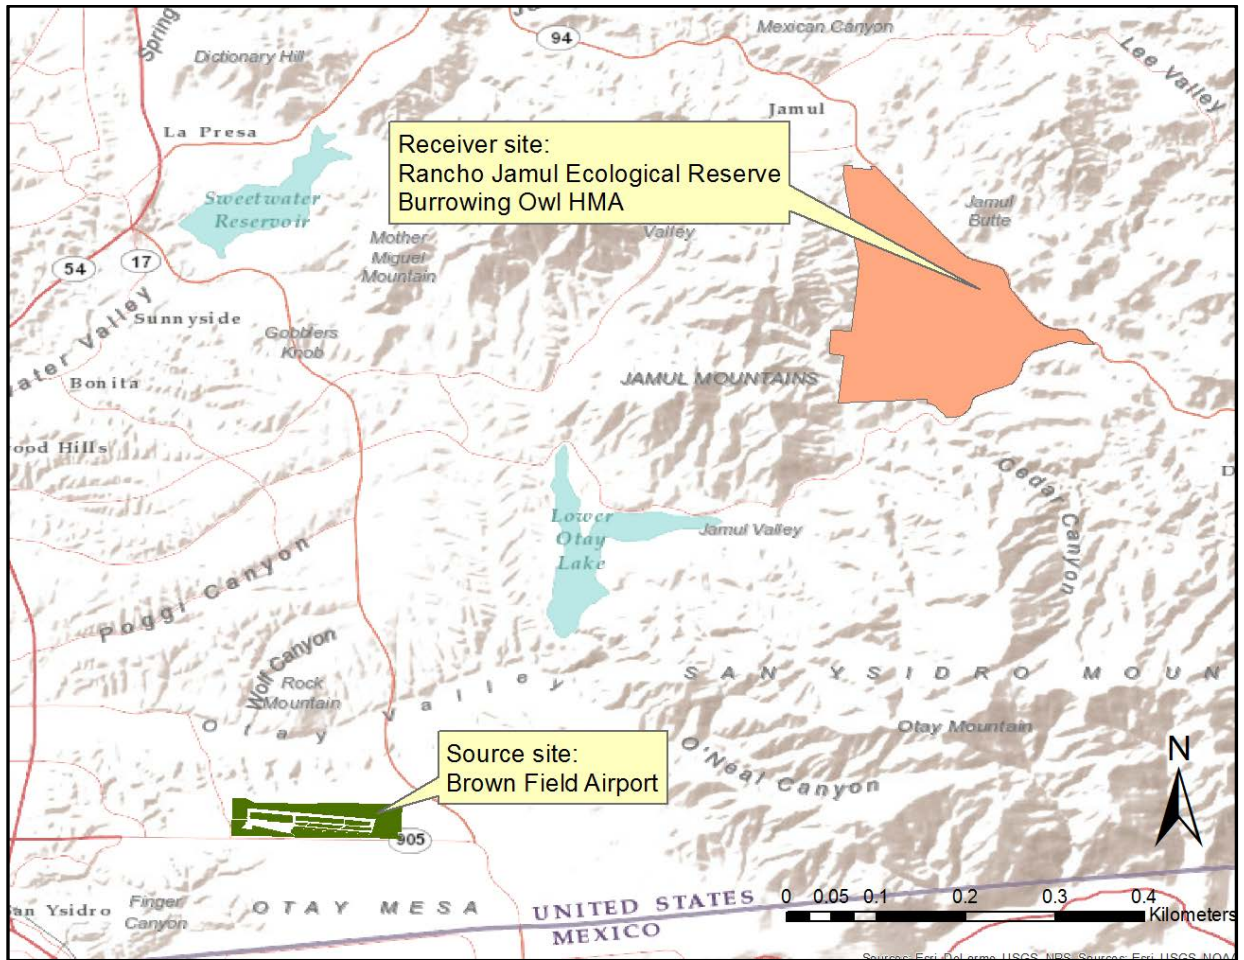 Spring
Dictionary Hill
94
Mexican Canyon
Lee Valley
La Presa
Jamul
Receiver site:
Rancho Jamul Ecological Reserve
Burrowing Owl HMA
Sweetwater
Reservoir
Jamul
Butte
Mother
Miguel
Mountain
Valley
54
17
ater Valley
Sunnyside
Gobblers
Knob
Bonita
JAMUL MOUNTAINS
ood Hills
Cedar Canyon
D
Lower
Otay
Lake
Jamul Valley
Poggi Canyon
Wolf Canyon
Rock
Mountain
Otay Valley
SAN YSIDRO MOUN
Otay Mountain
O'Neal Canyon
Source site:
Brown Field Airport
N
905
an Ysidro
Finger
Canyon
OTAY MESA
UNITED STATES
MEXICO
0 0.05 0.1 0.2 0.3 0.4
Kilometers